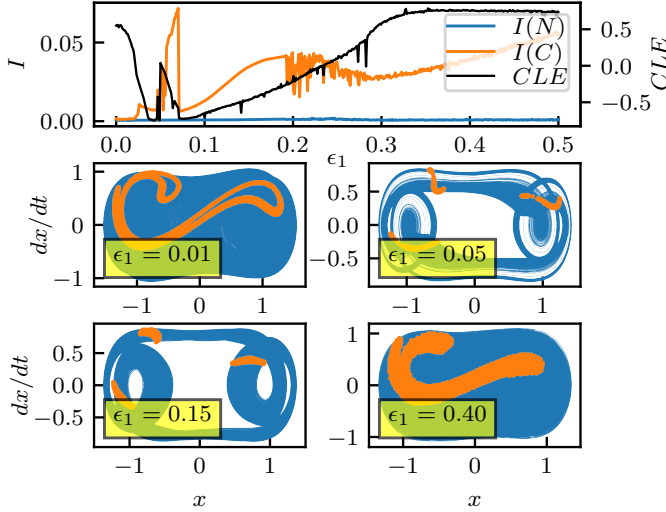 I
0.05
0.00
I(N)
I(C)
CLE
0.5
0.0
−0.5
CLE
0.0 0.1 0.2 0.3 0.4 0.5
ϵ₁
dx/dt
1
0
−1
ϵ₁ = 0.01
−1 0 1
0.5
0.0
−0.5
ϵ₁ = 0.05
−1 0 1
dx/dt
0.5
0.0
−0.5
ϵ₁ = 0.15
−1 0 1
x
1
0
−1
ϵ₁ = 0.40
−1 0 1
x